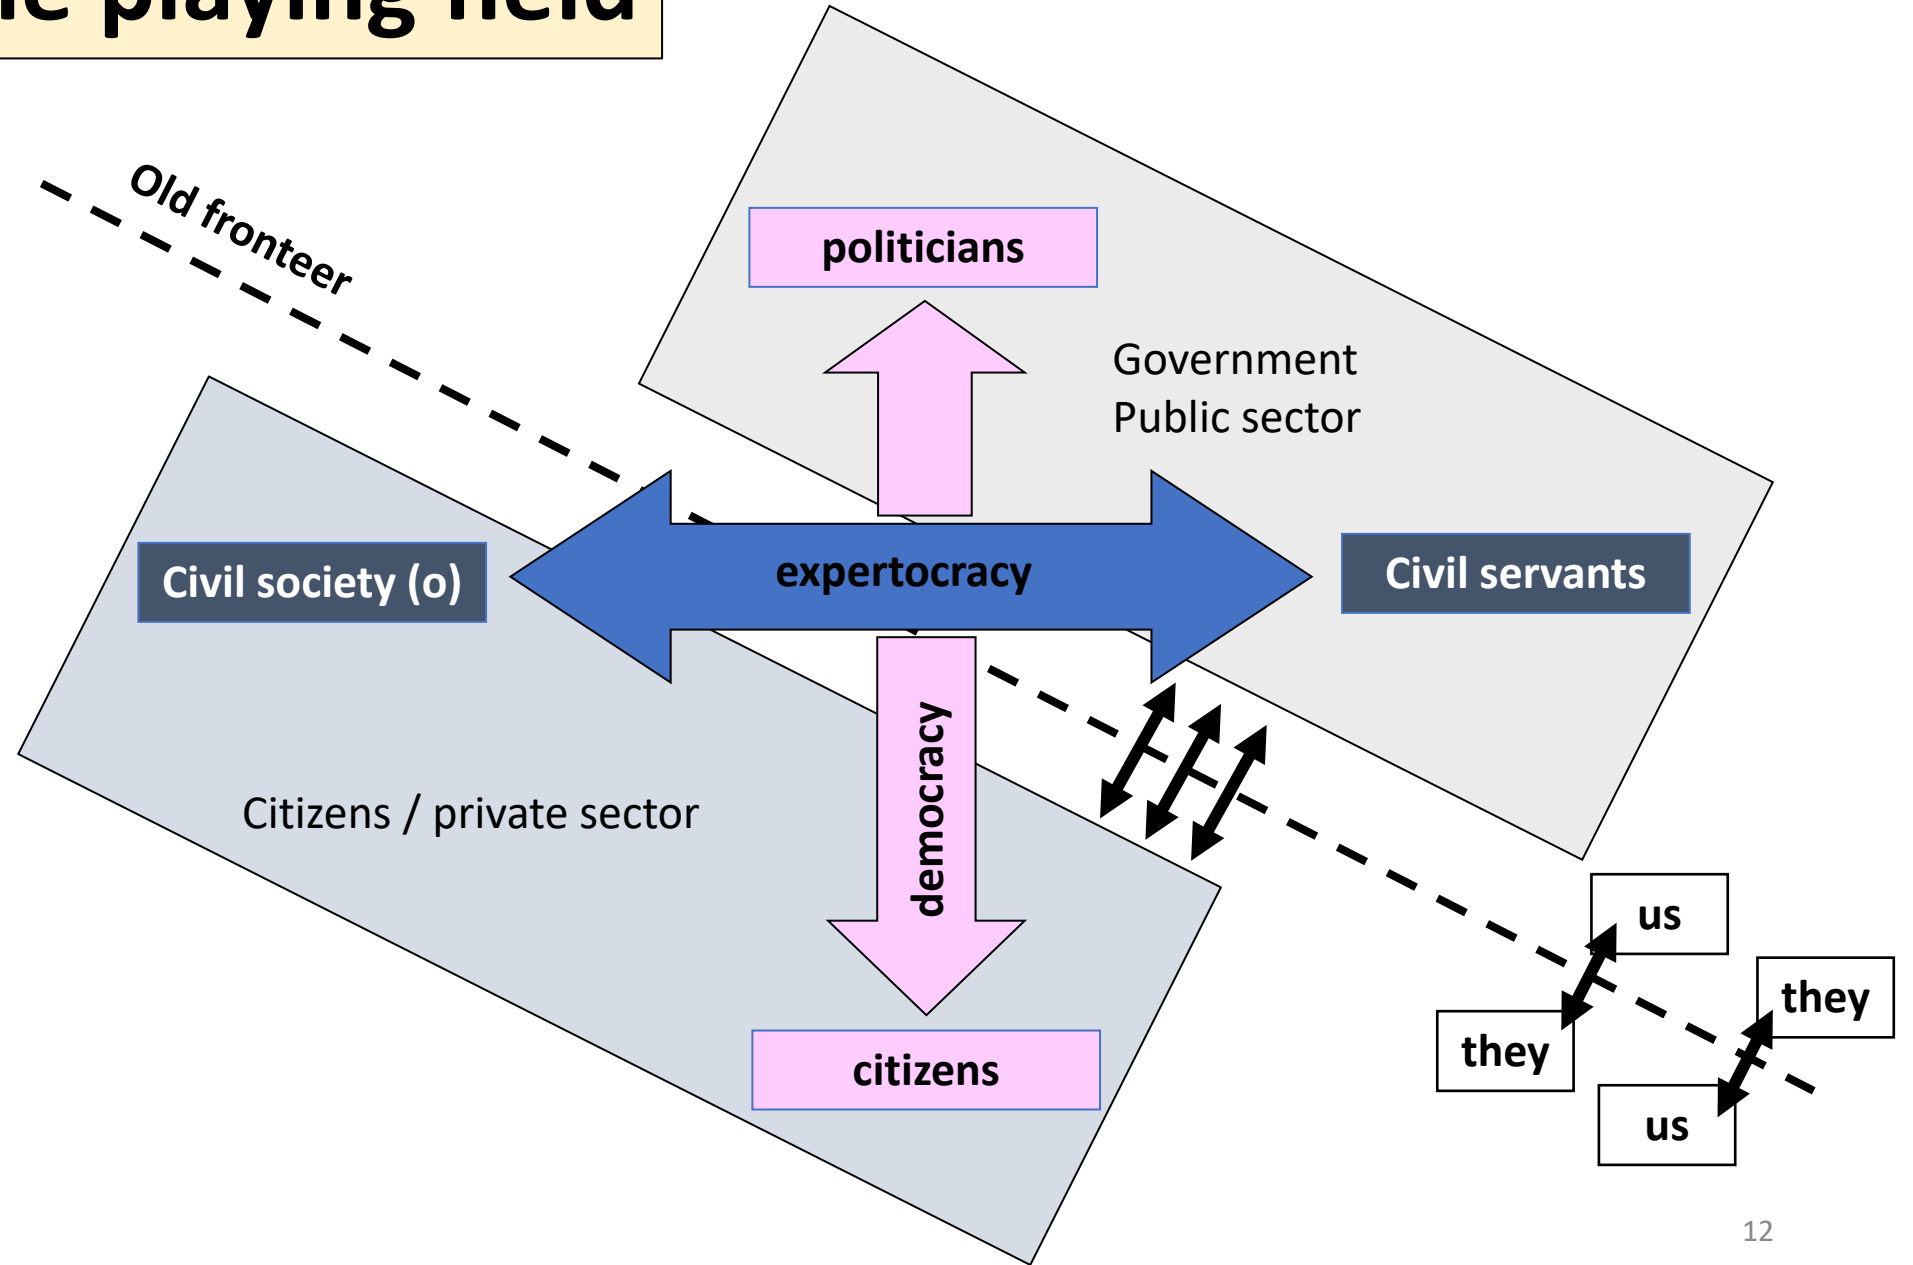 playing field
Old fronteer
politicians
Government
Public sector
expertocracy
Civil society (o)
Civil servants
democracy
Citizens / private sector
us
they
they
us
citizens
12